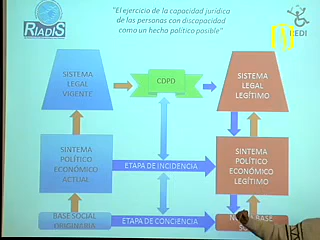 "El ejercicio de la capacidad jurídica
de las personas con discapacidad
como un hecho político posible"
RIADIS
SISTEMA
LEGAL
VIGENTE
CDPD
SISTEMA
LEGAL
LEGÍTIMO
SISTEMA
POLÍTICO
ECONÓMICO
ACTUAL
ETAPA DE INCIDENCIA
SISTEMA
POLÍTICO
ECONÓMICO
LEGÍTIMO
BASE SOCIAL
ORIGINARIA
ETAPA DE CONCIENCIA
BASE